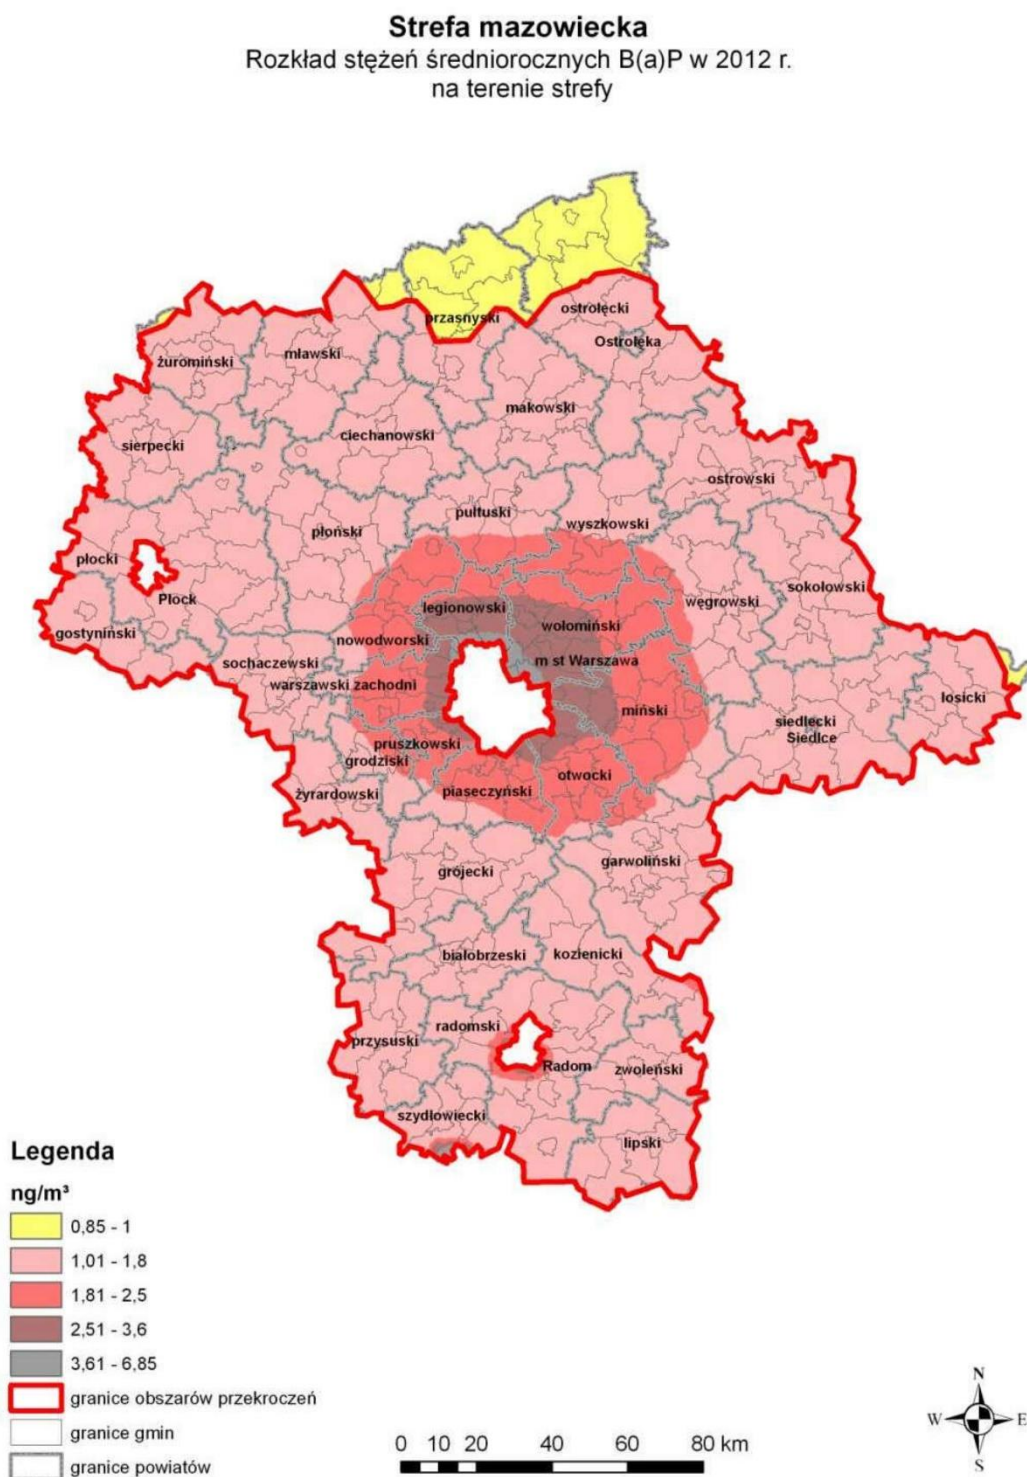 Strefa mazowiecka
Rozkład stężeń średniorocznych B(a)P w 2012 r.
na terenie strefy
przasnyski
ostrołęcki
Ostrołęka
żuromiński
mławski
makowski
ciechanowski
sierpecki
ostrowski
pułtuski
wyszkowski
płoński
płocki
Płock
sokołowski
węgrowski
legionowski
wołomiński
gostyniński
nowodworski
sochaczewski
m st Warszawa
warszawski zachodni
łosicki
miński
siedlecki
Siedlce
pruszkowski
grodziski
otwocki
żyrardowski
piaseczyński
garwoliński
grójecki
białobrzeski
kozienicki
radomski
przysuski
Radom
zwoleński
szydłowiecki
lipski
Legenda
ng/m³
0,85 - 1
1,01 - 1,8
1,81 - 2,5
2,51 - 3,6
3,61 - 6,85
granice obszarów przekroczeń
granice gmin
granice powiatów
0 10 20 40 60 80 km
N
W E
S